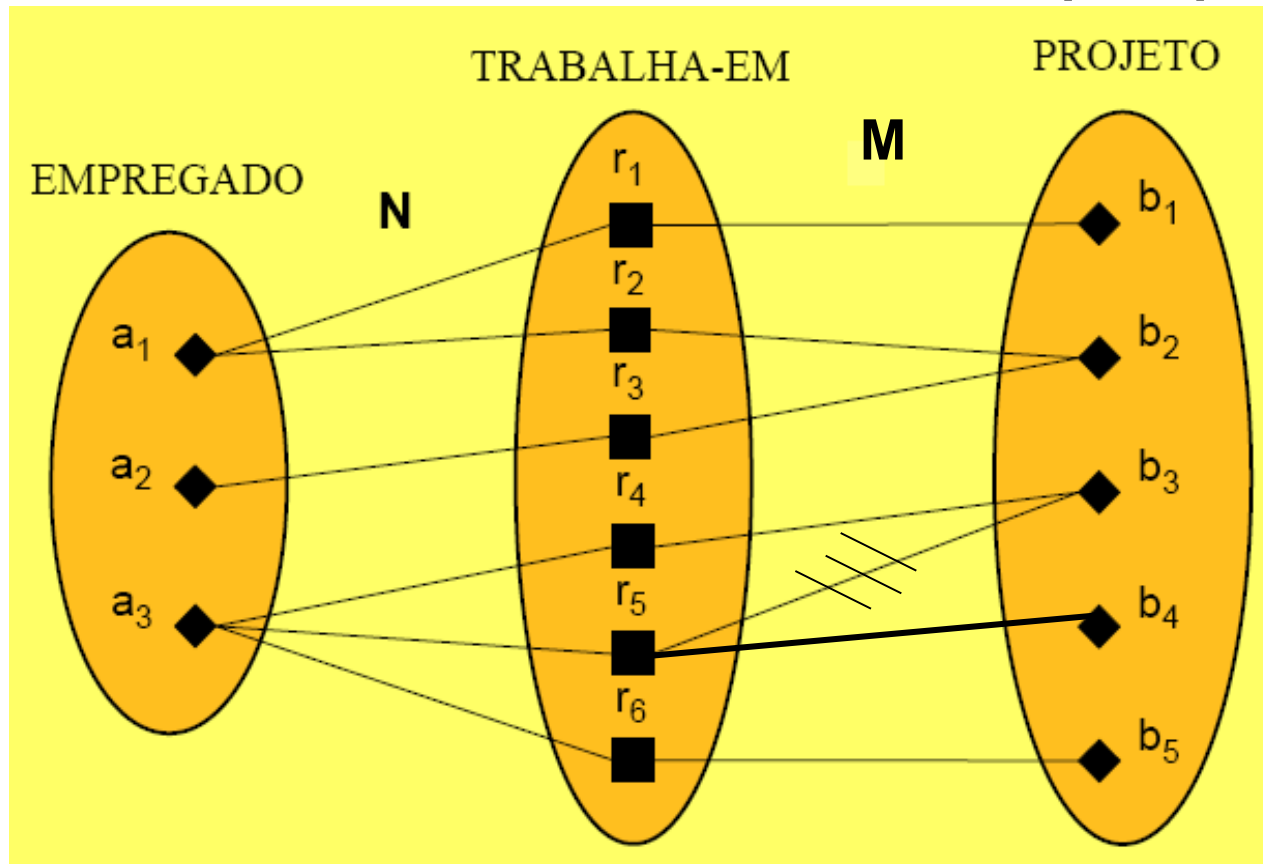 TRABALHA-EM
PROJETO
EMPREGADO
N
M
r1
r2
r3
r4
r5
r6
a1
a2
a3
b1
b2
b3
b4
b5